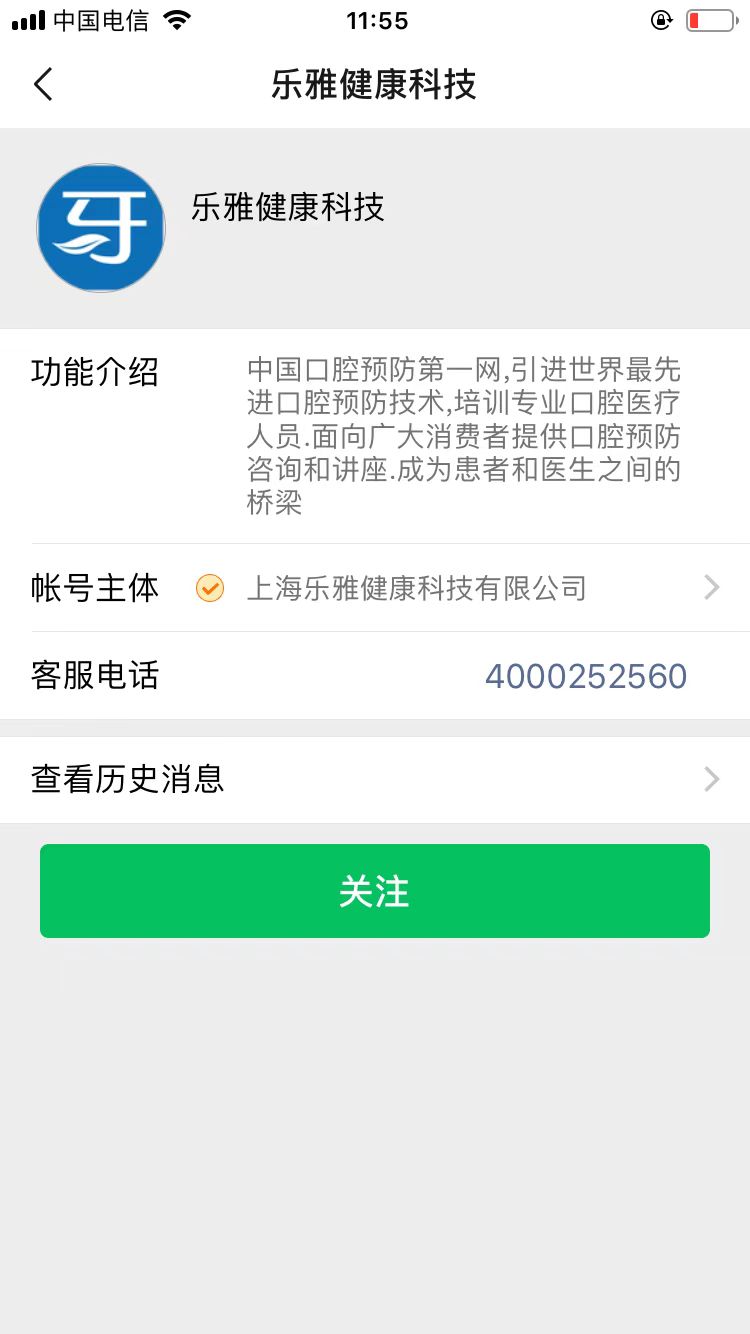 中国电信 11:55
乐雅健康科技
牙
乐雅健康科技
功能介绍
中国口腔预防第一网,引进世界最先
进口腔预防技术,培训专业口腔医疗
人员.面向广大消费者提供口腔预防
咨询和讲座.成为患者和医生之间的
桥梁
帐号主体 上海乐雅健康科技有限公司
客服电话 4000252560
查看历史消息
关注